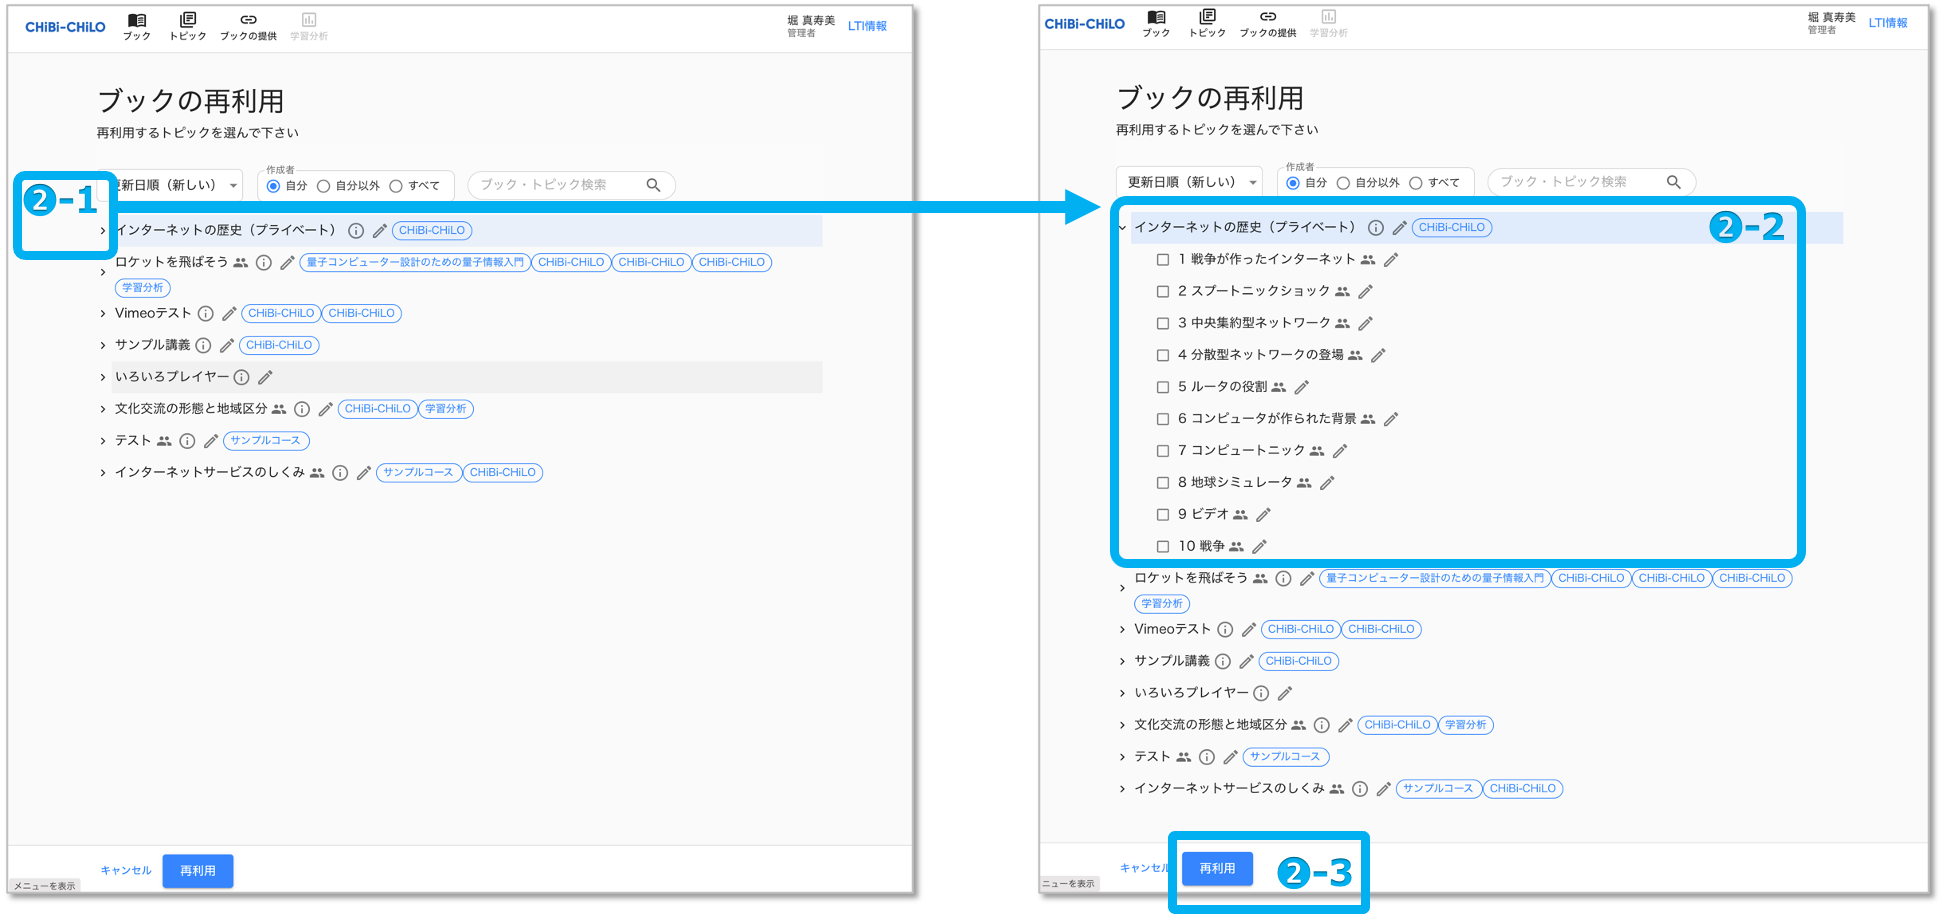 CHiBi-CHiLO
ブック
トピック
ブックの提供
学習分析
堀 真寿美
管理者
LTI情報
ブックの再利用
再利用するトピックを選んで下さい
更新日順（新しい）
作成者
自分
自分以外
すべて
ブック・トピック検索
2-1
インターネットの歴史（プライベート） CHiBi-CHiLO
ロケットを飛ばそう 量子コンピューター設計のための量子情報入門 CHiBi-CHiLO CHiBi-CHiLO CHiBi-CHiLO
学習分析
Vimeoテスト CHiBi-CHiLO CHiBi-CHiLO
サンプル講義 CHiBi-CHiLO
いろいろプレイヤー
文化交流の形態と地域区分 CHiBi-CHiLO 学習分析
テスト サンプルコース
インターネットサービスのしくみ サンプルコース CHiBi-CHiLO
キャンセル
再利用
メニューを表示
CHiBi-CHiLO
ブック
トピック
ブックの提供
学習分析
堀 真寿美
管理者
LTI情報
ブックの再利用
再利用するトピックを選んで下さい
更新日順（新しい）
作成者
自分
自分以外
すべて
ブック・トピック検索
インターネットの歴史（プライベート） CHiBi-CHiLO
2-2
1 戦争が作ったインターネット
2 スプートニックショック
3 中央集約型ネットワーク
4 分散型ネットワークの登場
5 ルータの役割
6 コンピュータが作られた背景
7 コンピュートニック
8 地球シミュレータ
9 ビデオ
10 戦争
ロケットを飛ばそう 量子コンピューター設計のための量子情報入門 CHiBi-CHiLO CHiBi-CHiLO CHiBi-CHiLO
学習分析
Vimeoテスト CHiBi-CHiLO CHiBi-CHiLO
サンプル講義 CHiBi-CHiLO
いろいろプレイヤー
文化交流の形態と地域区分 CHiBi-CHiLO 学習分析
テスト サンプルコース
インターネットサービスのしくみ サンプルコース CHiBi-CHiLO
キャンセル
再利用
2-3
ニューを表示